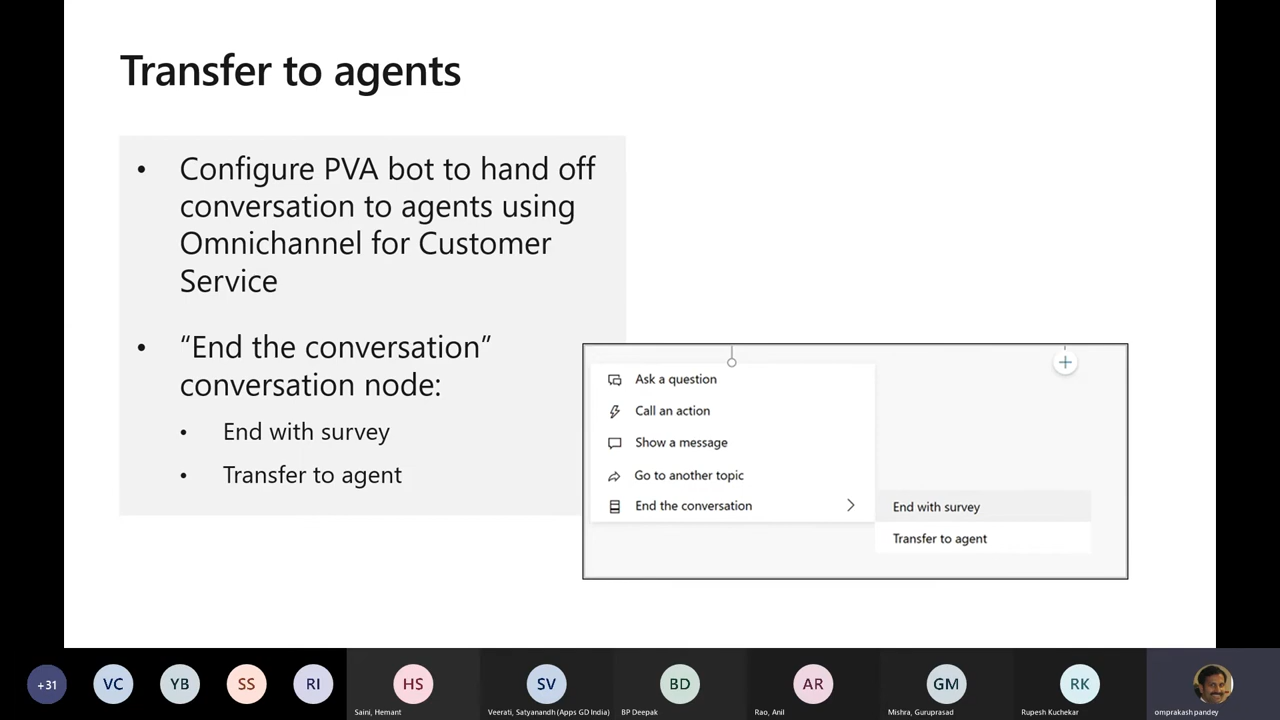 Transfer to agents
• Configure PVA bot to hand off
conversation to agents using
Omnichannel for Customer
Service
• “End the conversation”
conversation node:
• End with survey
• Transfer to agent
Ask a question
Call an action
Show a message
Go to another topic
End the conversation
End with survey
Transfer to agent
+31
VC
YB
SS
RI
HS
Saini, Hemant
SV
Veerati, Satyanandh (Apps GD India)
BD
BP Deepak
AR
Rao, Anil
GM
Mishra, Guruprasad
RK
Rupesh Kuchekar
omprakash pandey